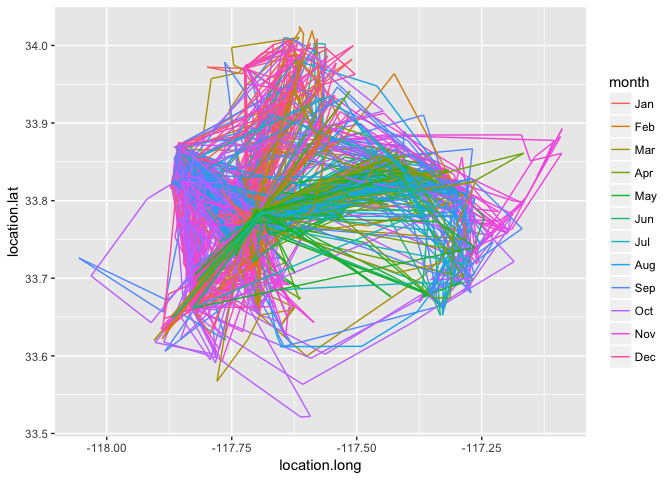 34.0
33.9
33.8
33.7
33.6
33.5
location.lat
-118.00
-117.75
-117.50
-117.25
location.long
month
Jan
Feb
Mar
Apr
May
Jun
Jul
Aug
Sep
Oct
Nov
Dec